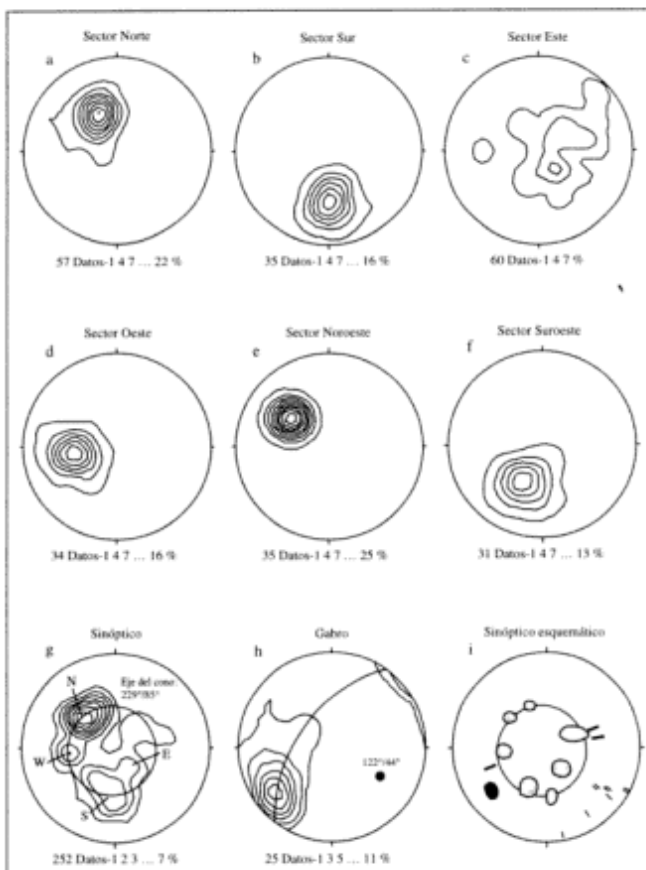 Sector Norte
Sector Sur
Sector Este
a
b
c
57 Datos-1 4 7 ... 22 %
35 Datos-1 4 7 ... 16 %
60 Datos-1 4 7 %
Sector Oeste
Sector Noroeste
Sector Suroeste
d
e
f
34 Datos-1 4 7 ... 16 %
35 Datos-1 4 7 ... 25 %
31 Datos-1 4 7 ... 13 %
Sinóptico
Gabro
Sinóptico esquemático
g
h
i
N
Eje del cono:
229°/85°
W
E
S
122°/44°
252 Datos-1 2 3 ... 7 %
25 Datos-1 3 5 ... 11 %